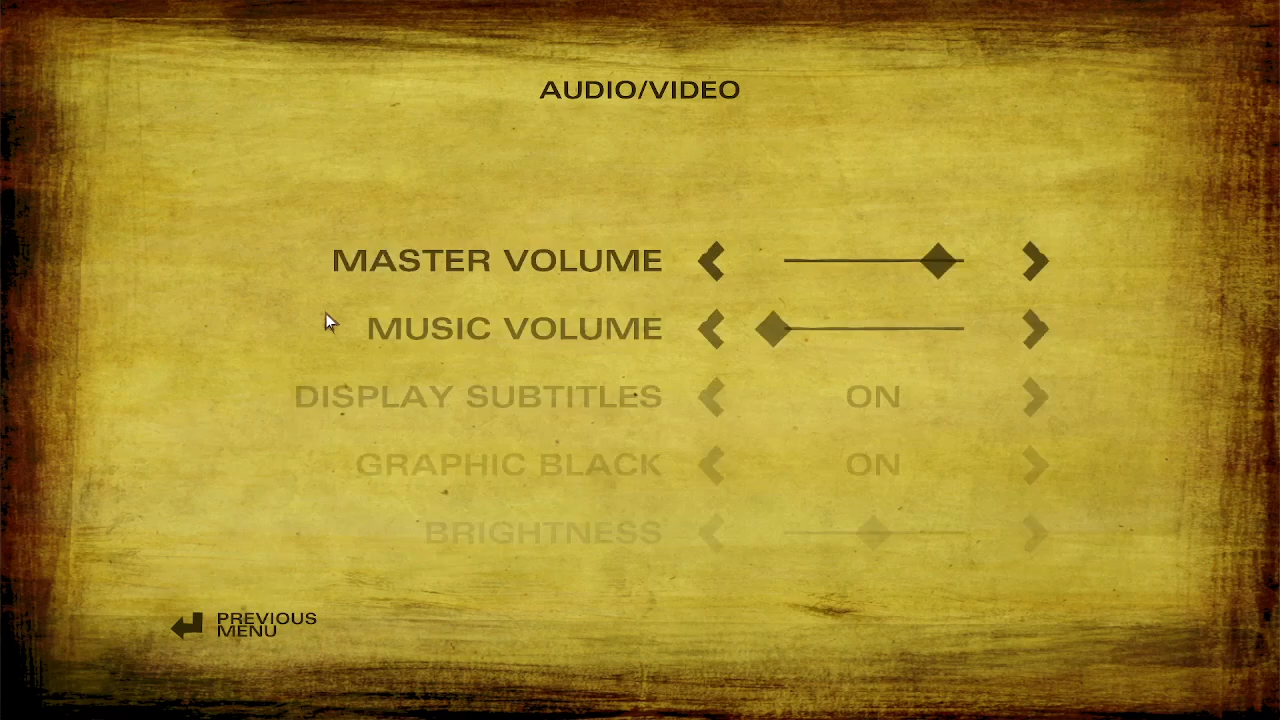 AUDIO/VIDEO
MASTER VOLUME
MUSIC VOLUME
DISPLAY SUBTITLES ON
GRAPHIC BLACK ON
BRIGHTNESS
PREVIOUS
MENU